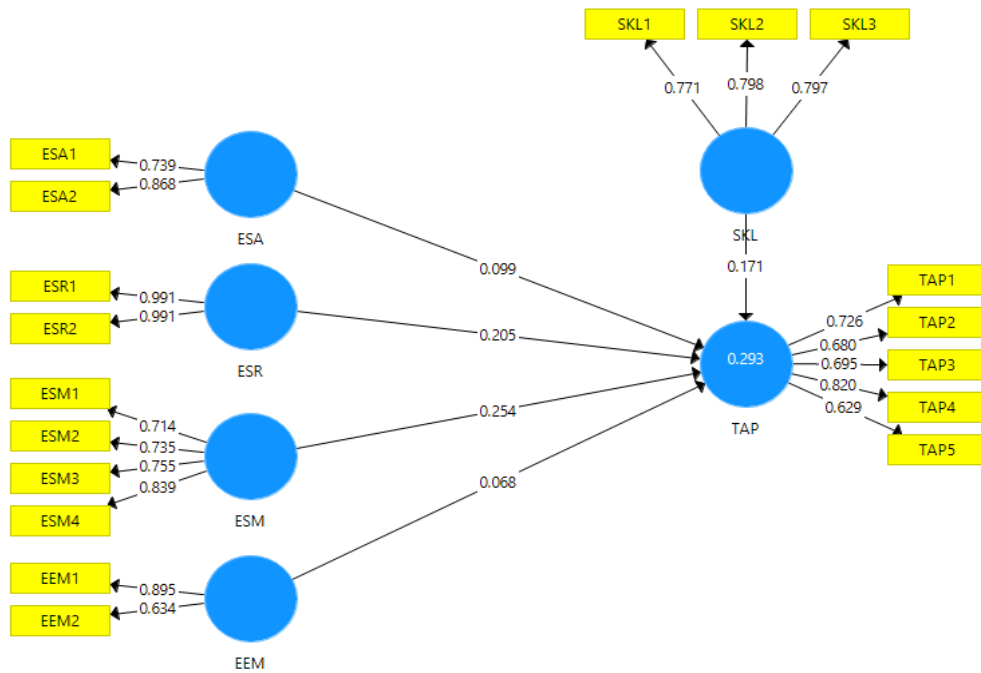 SKL1
SKL2
SKL3
0.771
0.798
0.797
ESA1
ESA2
0.739
0.868
ESA
SKL
0.099
0.171
ESR1
ESR2
0.991
0.991
ESR
0.205
0.293
TAP
TAP1
TAP2
TAP3
TAP4
TAP5
0.726
0.680
0.695
0.820
0.629
ESM1
ESM2
ESM3
ESM4
0.714
0.735
0.755
0.839
ESM
0.254
EEM1
EEM2
0.895
0.634
EEM
0.068